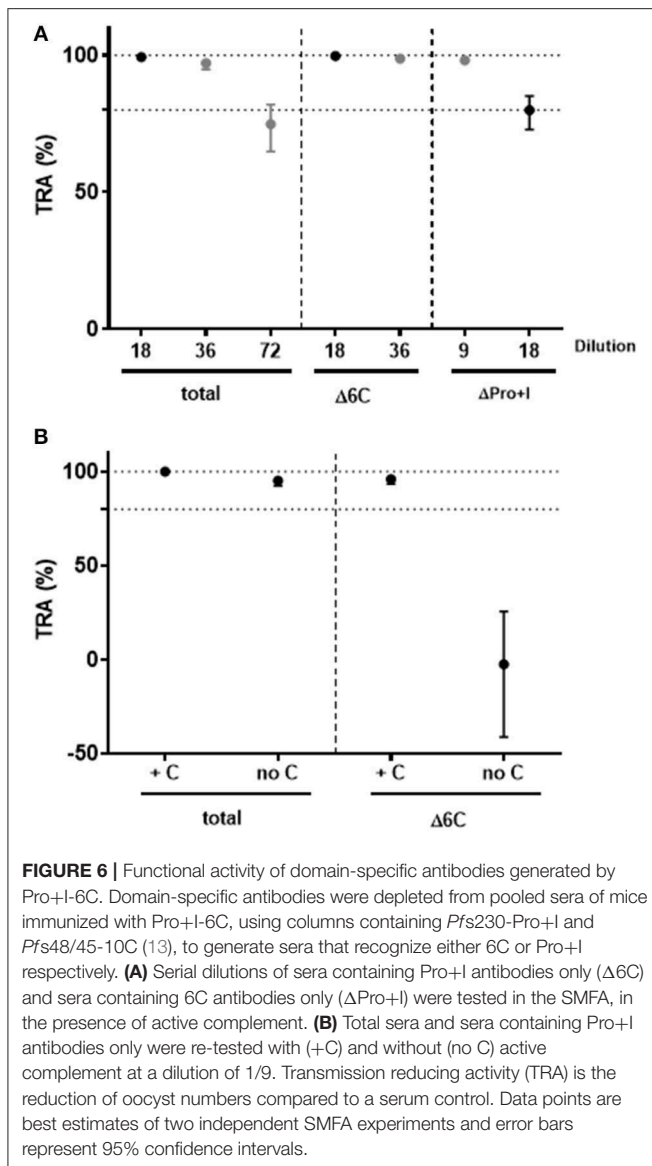 A
100
50
0
TRA (%)
18 36 72 18 36 9 18 Dilution
total Δ6C ΔPro+I
B
100
50
0
-50
TRA (%)
+ C no C + C no C
total Δ6C
FIGURE 6 | Functional activity of domain-specific antibodies generated by
Pro+I-6C. Domain-specific antibodies were depleted from pooled sera of mice
immunized with Pro+I-6C, using columns containing Pfs230-Pro+I and
Pfs48/45-10C (13), to generate sera that recognize either 6C or Pro+I
respectively. (A) Serial dilutions of sera containing Pro+I antibodies only (Δ6C)
and sera containing 6C antibodies only (ΔPro+I) were tested in the SMFA, in
the presence of active complement. (B) Total sera and sera containing Pro+I
antibodies only were re-tested with (+C) and without (no C) active
complement at a dilution of 1/9. Transmission reducing activity (TRA) is the
reduction of oocyst numbers compared to a serum control. Data points are
best estimates of two independent SMFA experiments and error bars
represent 95% confidence intervals.